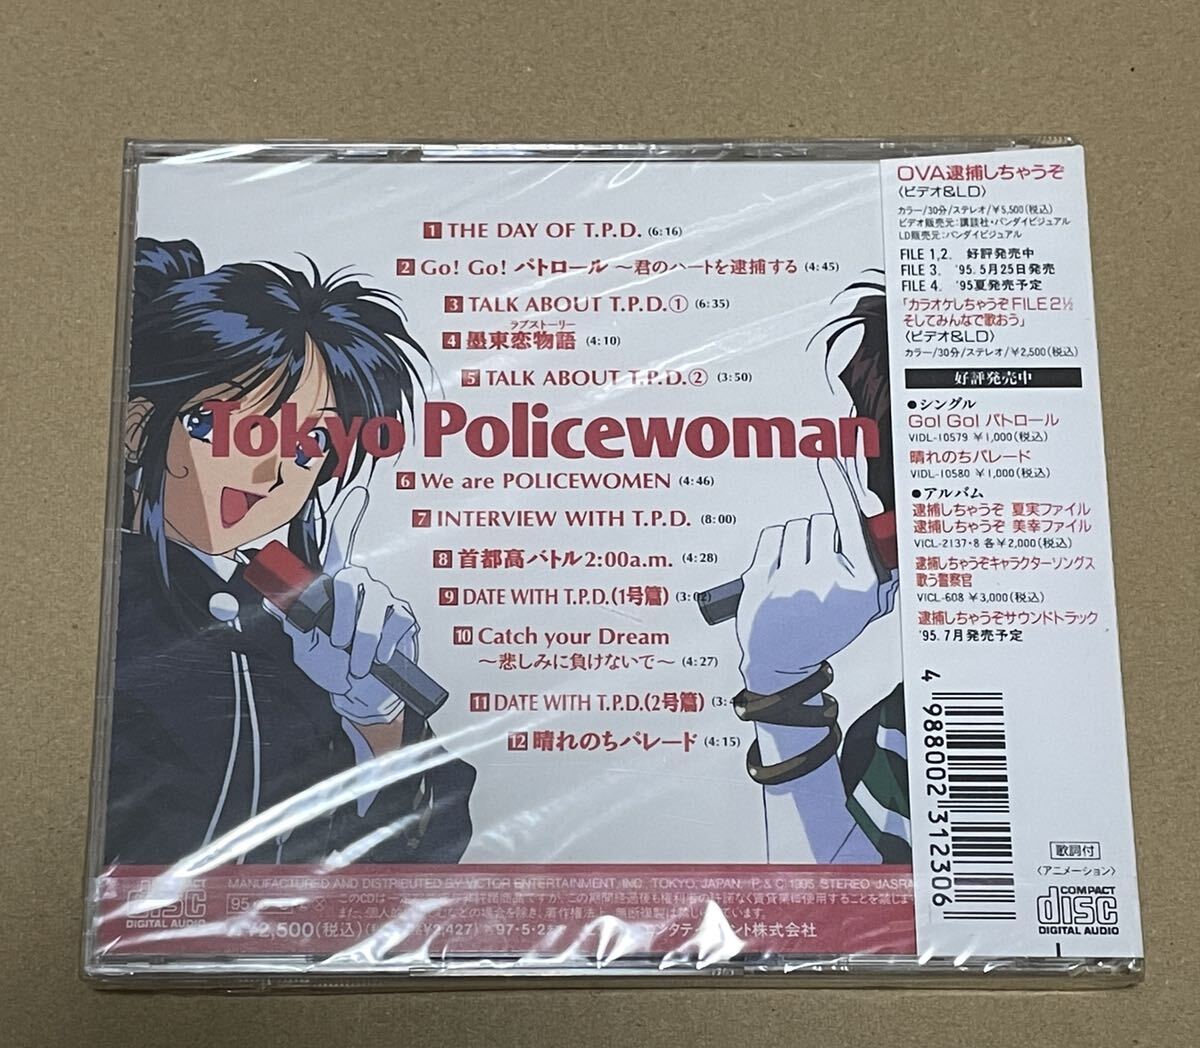 1 THE DAY OF T.P.D. (6:16)
2 Go! Go! パトロール ～君のハートを逮捕する (4:45)
3 TALK ABOUT T.P.D.① (6:35)
ラブストーリー
4 墨東恋物語 (4:10)
5 TALK ABOUT T.P.D.② (3:50)
Tokyo Policewoman
6 We are POLICEWOMEN (4:46)
7 INTERVIEW WITH T.P.D. (8:00)
8 首都高バトル2:00a.m. (4:28)
9 DATE WITH T.P.D.(1号篇) (3:02)
10 Catch your Dream
～悲しみに負けないで～ (4:27)
11 DATE WITH T.P.D.(2号篇)
12 晴れのちパレード (4:15)
MANUFACTURED AND DISTRIBUTED BY VICTOR ENTERTAINMENT, INC. TOKYO, JAPAN. P.& C 1995 STEREO
DIGITAL AUDIO
¥2,500(税込)
OVA逮捕しちゃうぞ
〈ビデオ&LD〉
カラー/30分/ステレオ/¥5,500(税込)
ビデオ販売元:講談社・バンダイビジュアル
LD販売元:バンダイビジュアル
FILE 1,2. 好評発売中
FILE 3. '95.5月25日発売
FILE 4. '95夏発売予定
「カラオケしちゃうぞFILE2½
そしてみんなで歌おう」
〈ビデオ&LD〉
カラー/30分/ステレオ/¥2,500(税込)
好評発売中
●シングル
Go! Go! パトロール
VIDL-10579 ¥1,000(税込)
晴れのちパレード
VIDL-10580 ¥1,000(税込)
●アルバム
逮捕しちゃうぞ 夏実ファイル
逮捕しちゃうぞ 美幸ファイル
VICL-2137・8 各¥2,000(税込)
逮捕しちゃうぞキャラクターソングス
歌う警察官
VICL-608 ¥3,000(税込)
逮捕しちゃうぞサウンドトラック
'95.7月発売予定
4 988002 312306
歌詞付
〈アニメーション〉
COMPACT
disc
DIGITAL AUDIO